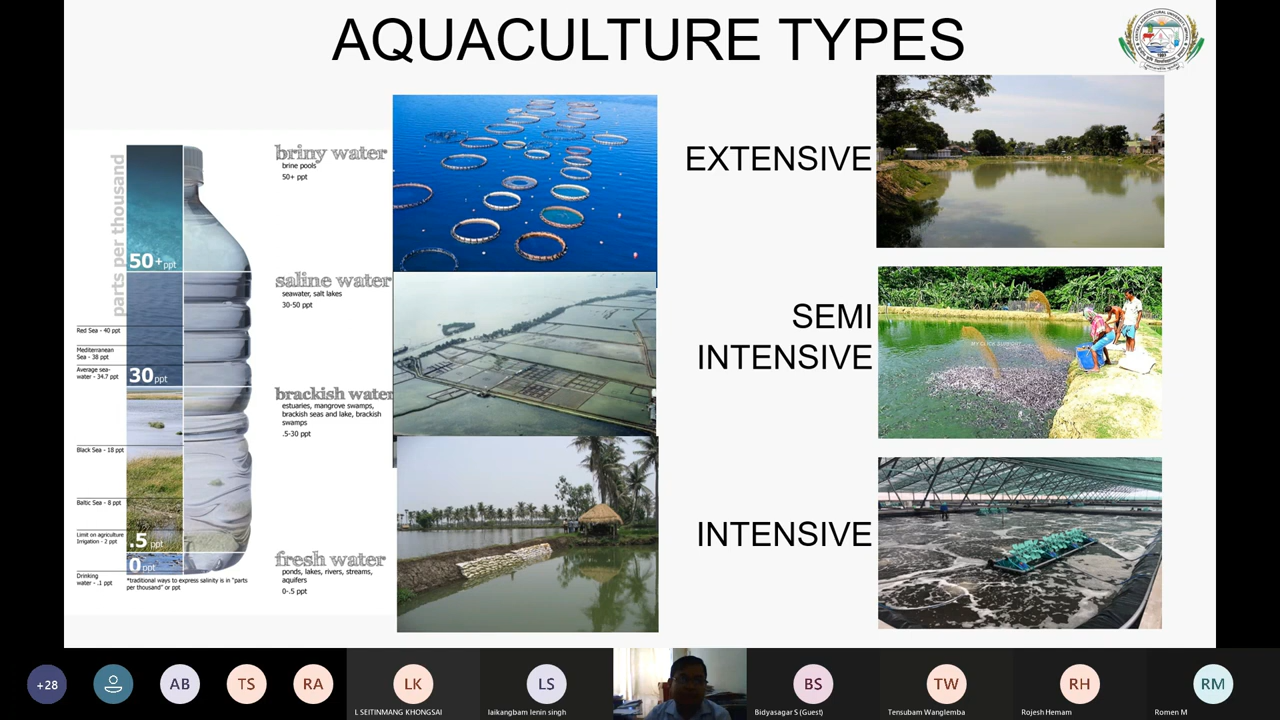 AQUACULTURE TYPES
parts per thousand
50+ppt
Red Sea - 40 ppt
Mediterranean
Sea - 38 ppt
Average sea-
water - 34.7 ppt
30ppt
Black Sea - 18 ppt
Baltic Sea - 8 ppt
Limit on agriculture
Irrigation - 2 ppt
.5 ppt
0ppt
Drinking
water - .1 ppt
*traditional ways to express salinity is in "parts
per thousand" or ppt
briny water
brine pools
50+ ppt
saline water
seawater, salt lakes
30-50 ppt
brackish water
estuaries, mangrove swamps,
brackish seas and lake, brackish
swamps
.5-30 ppt
fresh water
ponds, lakes, rivers, streams,
aquifers
0-.5 ppt
EXTENSIVE
SEMI
INTENSIVE
MY CLICK SUPPORT
INTENSIVE
+28
AB
TS
RA
LK
L SEITINMANG KHONGSAI
LS
laikangbam lenin singh
BS
Bidyasagar S (Guest)
TW
Tensubam Wanglemba
RH
Rojesh Hemam
RM
Romen M